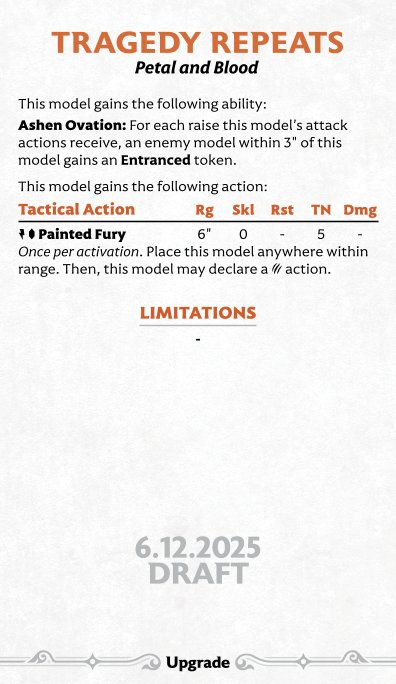 TRAGEDY REPEATS
Petal and Blood
This model gains the following ability:
Ashen Ovation: For each raise this model's attack
actions receive, an enemy model within 3" of this
model gains an Entranced token.
This model gains the following action:
Tactical Action Rg Skl Rst TN Dmg
Painted Fury 6" 0 - 5 -
Once per activation. Place this model anywhere within
range. Then, this model may declare a action.
LIMITATIONS
-
6.12.2025
DRAFT
Upgrade